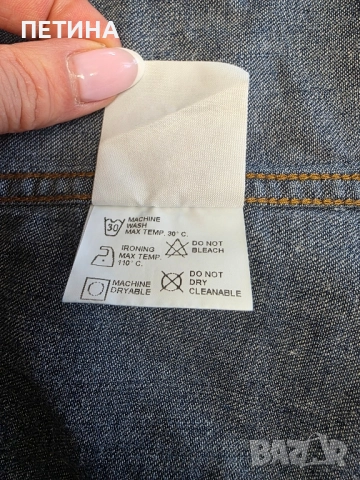 ПЕТИНА
30 MACHINE
WASH
MAX TEMP. 30° C.
IRONING
MAX TEMP.
110° C.
DO NOT
BLEACH
MACHINE
DRYABLE
DO NOT
DRY
CLEANABLE
BAZAR